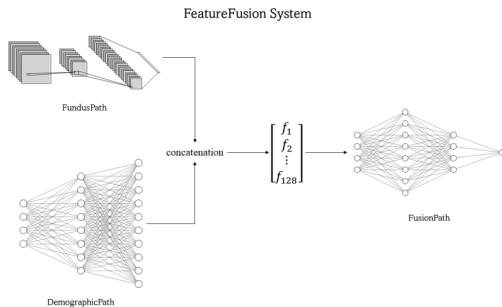 FeatureFusion System
FundusPath
concatenation
f1
f2
⋮
f128
FusionPath
DemographicPath